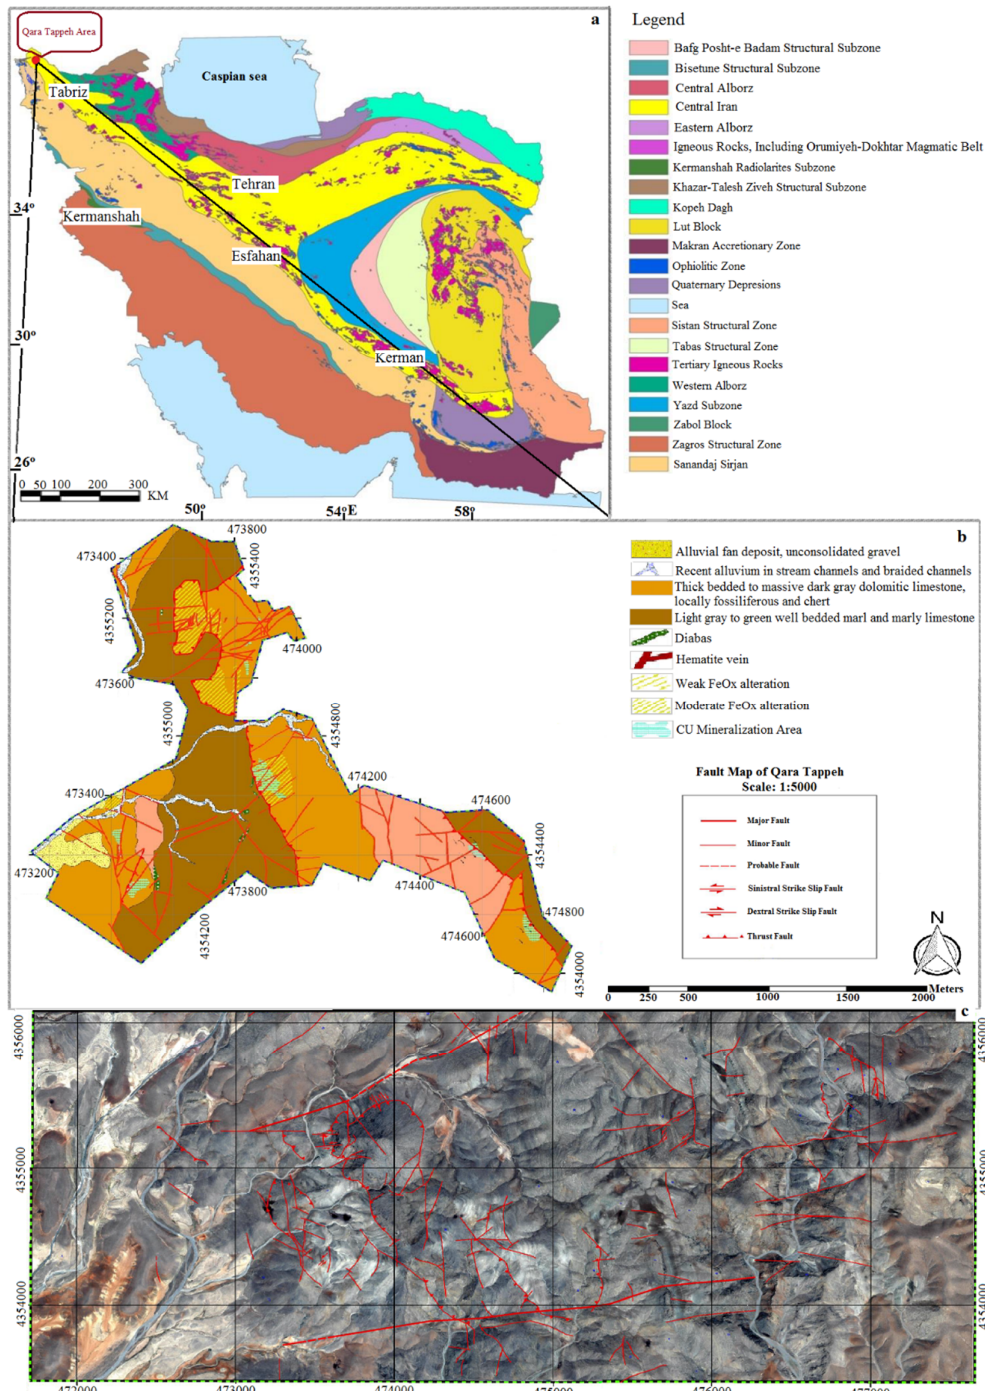 a
Qara Tappeh Area
Caspian sea
Tabriz
Tehran
34°
Kermanshah
Esfahan
30°
Kerman
26°
0 50 100 200 300
KM
50° 54°E 58°
Legend
Bafg Posht-e Badam Structural Subzone
Bisetune Structural Subzone
Central Alborz
Central Iran
Eastern Alborz
Igneous Rocks, Including Orumiyeh-Dokhtar Magmatic Belt
Kermanshah Radiolarites Subzone
Khazar-Talesh Ziveh Structural Subzone
Kopeh Dagh
Lut Block
Makran Accretionary Zone
Ophiolitic Zone
Quaternary Depresions
Sea
Sistan Structural Zone
Tabas Structural Zone
Tertiary Igneous Rocks
Western Alborz
Yazd Subzone
Zabol Block
Zagros Structural Zone
Sanandaj Sirjan
b
473800
473400
4355400
4355200
474000
473600
4355000
4354800
474200
473400
474600
4354400
473200
473800
474400
474800
4354200
474600
4354000
Alluvial fan deposit, unconsolidated gravel
Recent alluvium in stream channels and braided channels
Thick bedded to massive dark gray dolomitic limestone,
locally fossiliferous and chert
Light gray to green well bedded marl and marly limestone
Diabas
Hematite vein
Weak FeOx alteration
Moderate FeOx alteration
CU Mineralization Area
Fault Map of Qara Tappeh
Scale: 1:5000
Major Fault
Minor Fault
Probable Fault
Sinistral Strike Slip Fault
Dextral Strike Slip Fault
Thrust Fault
N
0 250 500 1000 1500 2000
Meters
c
4356000 4356000
4355000 4355000
4354000 4354000
472000 473000 474000 475000 476000 477000